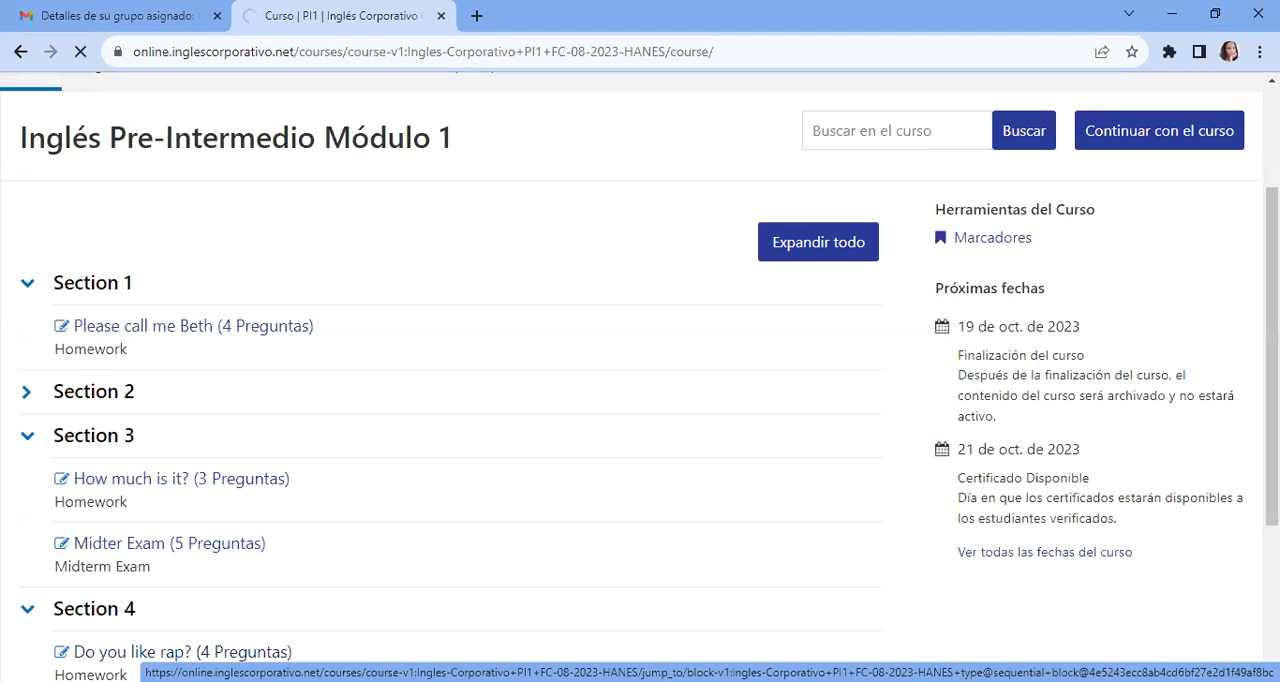 Detalles de su grupo asignado:
Curso | PI1 | Inglés Corporativo
online.inglescorporativo.net/courses/course-v1:Ingles-Corporativo+PI1+FC-08-2023-HANES/course/
Inglés Pre-Intermedio Módulo 1
Buscar en el curso
Buscar
Continuar con el curso
Expandir todo
Section 1
Please call me Beth (4 Preguntas)
Homework
Section 2
Section 3
How much is it? (3 Preguntas)
Homework
Midter Exam (5 Preguntas)
Midterm Exam
Section 4
Do you like rap? (4 Preguntas)
Homework
Herramientas del Curso
Marcadores
Próximas fechas
19 de oct. de 2023
Finalización del curso
Después de la finalización del curso, el
contenido del curso será archivado y no estará
activo.
21 de oct. de 2023
Certificado Disponible
Día en que los certificados estarán disponibles a
los estudiantes verificados.
Ver todas las fechas del curso
https://online.inglescorporativo.net/courses/course-v1:Ingles-Corporativo+PI1+FC-08-2023-HANES/jump_to/block-v1:Ingles-Corporativo+PI1+FC-08-2023-HANES+type@sequential+block@4e5243ecc8ab4cd6bf27e2d1f49af8bc